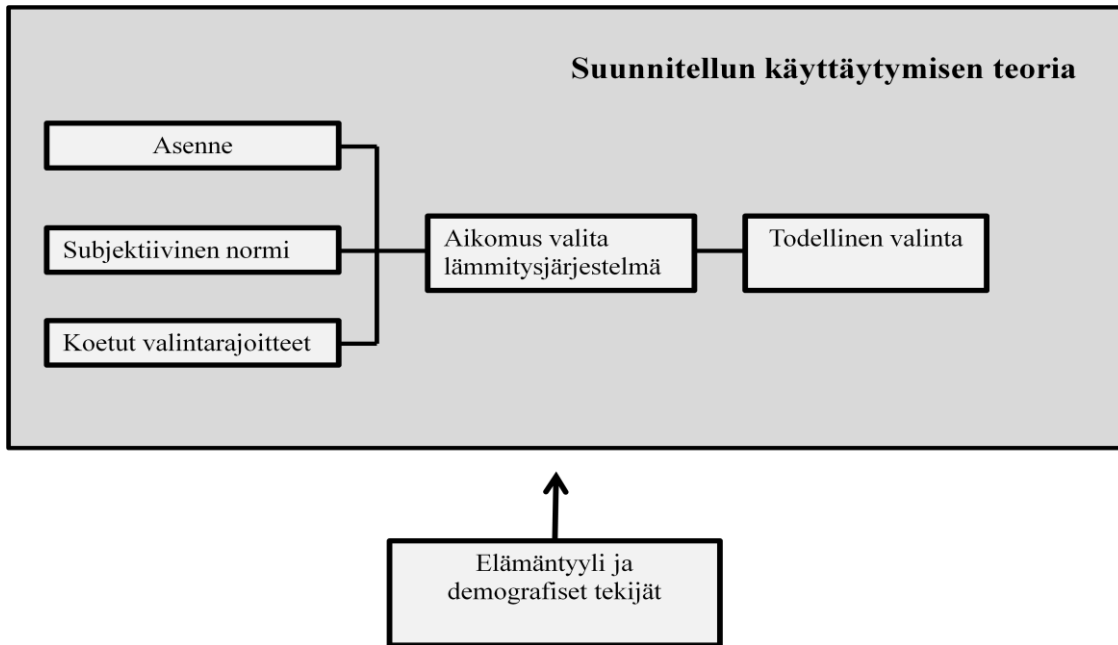 Suunnitellun käyttäytymisen teoria
Asenne
Subjektiivinen normi
Koetut valintarajoitteet
Aikomus valita
lämmitysjärjestelmä
Todellinen valinta
Elämäntyyli ja
demografiset tekijät